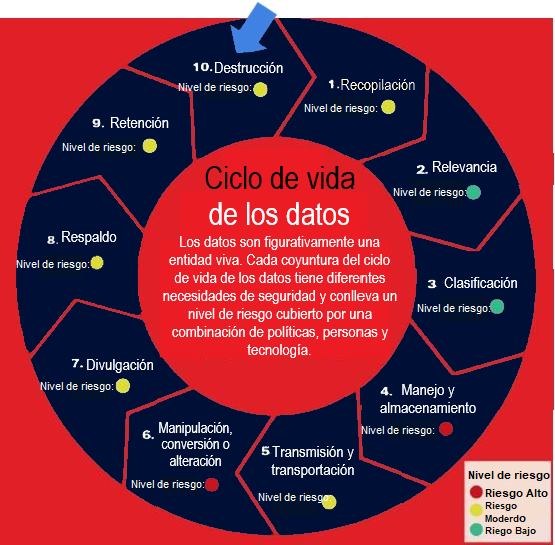 Ciclo de vida
de los datos
Los datos son figurativamente una
entidad viva. Cada coyuntura del ciclo
de vida de los datos tiene diferentes
necesidades de seguridad y conlleva un
nivel de riesgo cubierto por una
combinación de políticas, personas y
tecnología.
1.Recopilación
Nivel de riesgo:
2. Relevancia
Nivel de riesgo:
3 Clasificación
Nivel de riesgo:
4. Manejo y
almacenamiento
Nivel de riesgo:
5 Transmisión y
transportación
Nivel de riesgo:
6. Manipulación,
conversión o
alteración
Nivel de riesgo:
7. Divulgación
Nivel de riesgo:
8. Respaldo
Nivel de riesgo:
9. Retención
Nivel de riesgo:
10. Destrucción
Nivel de riesgo:
Nivel de riesgo
Riesgo Alto
Riesgo
ModerdO
Riego Bajo